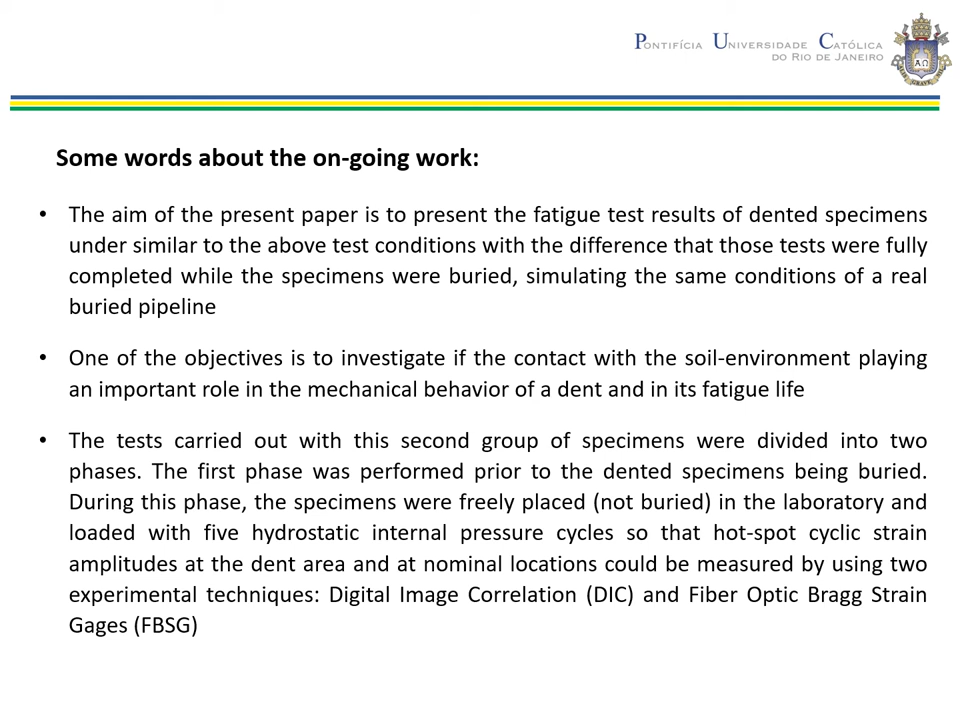 PONTIFÍCIA UNIVERSIDADE CATÓLICA
DO RIO DE JANEIRO
Some words about the on-going work:
• The aim of the present paper is to present the fatigue test results of dented specimens
under similar to the above test conditions with the difference that those tests were fully
completed while the specimens were buried, simulating the same conditions of a real
buried pipeline
• One of the objectives is to investigate if the contact with the soil-environment playing
an important role in the mechanical behavior of a dent and in its fatigue life
• The tests carried out with this second group of specimens were divided into two
phases. The first phase was performed prior to the dented specimens being buried.
During this phase, the specimens were freely placed (not buried) in the laboratory and
loaded with five hydrostatic internal pressure cycles so that hot-spot cyclic strain
amplitudes at the dent area and at nominal locations could be measured by using two
experimental techniques: Digital Image Correlation (DIC) and Fiber Optic Bragg Strain
Gages (FBSG)